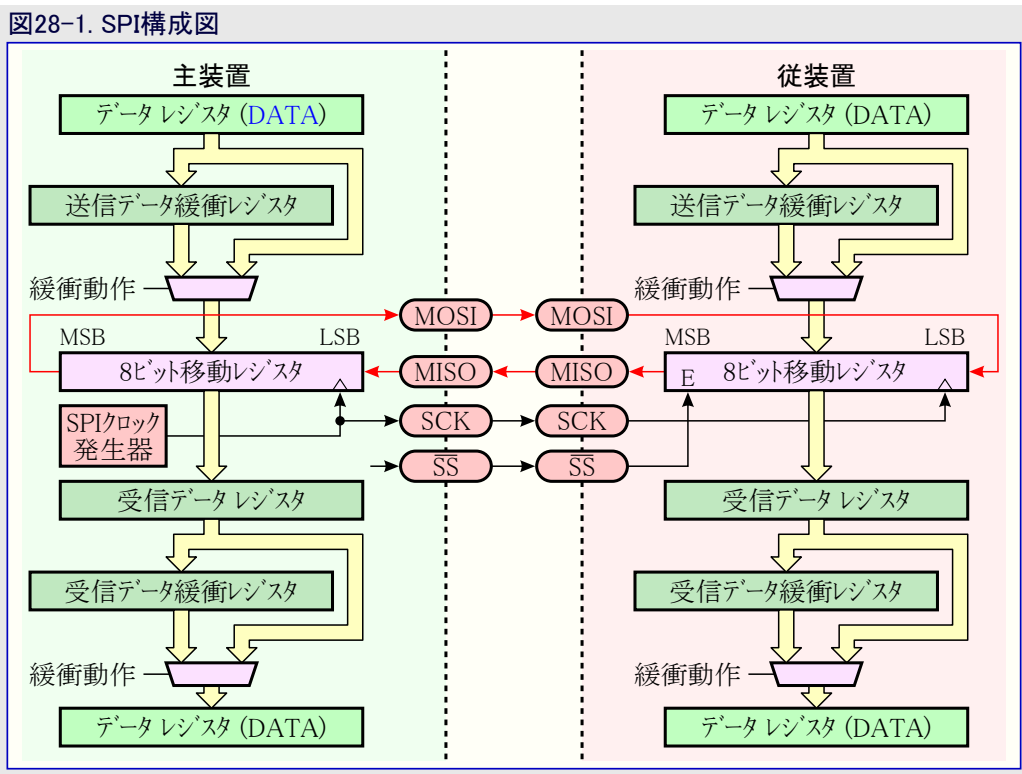 図28-1. SPI構成図
主装置
データ レジスタ (DATA)
送信データ緩衝レジスタ
緩衝動作
MSB
LSB
8ビット移動レジスタ
SPIクロック
発生器
受信データ レジスタ
受信データ緩衝レジスタ
緩衝動作
データ レジスタ (DATA)
MOSI
MOSI
MISO
MISO
SCK
SCK
SS
SS
従装置
データ レジスタ (DATA)
送信データ緩衝レジスタ
緩衝動作
MSB
LSB
E 8ビット移動レジスタ
受信データ レジスタ
受信データ緩衝レジスタ
緩衝動作
データ レジスタ (DATA)